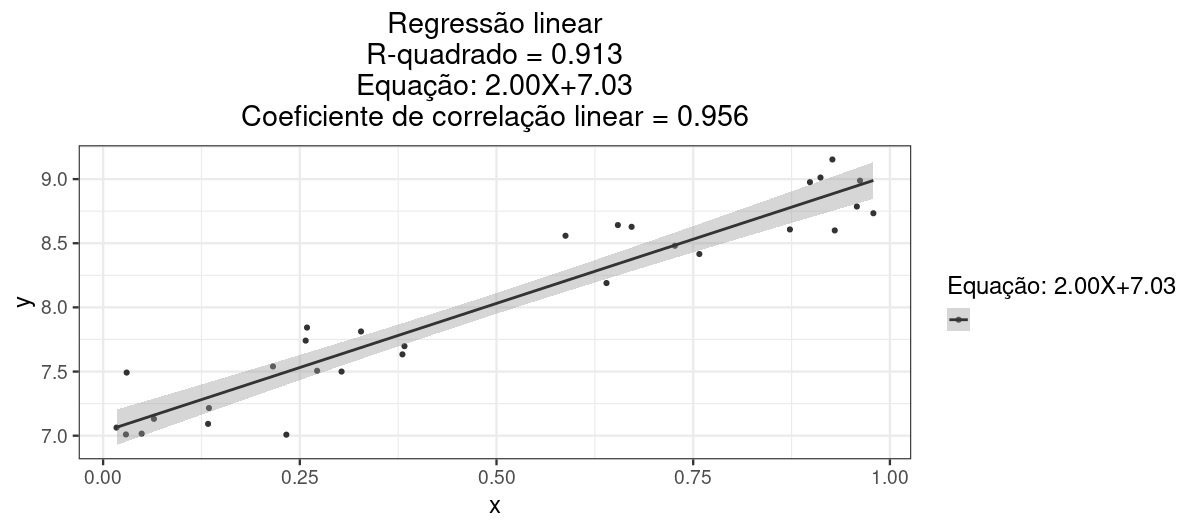 Regressão linear
R-quadrado = 0.913
Equação: 2.00X+7.03
Coeficiente de correlação linear = 0.956
9.0
8.5
8.0
7.5
7.0
y
0.00
0.25
0.50
0.75
1.00
x
Equação: 2.00X+7.03